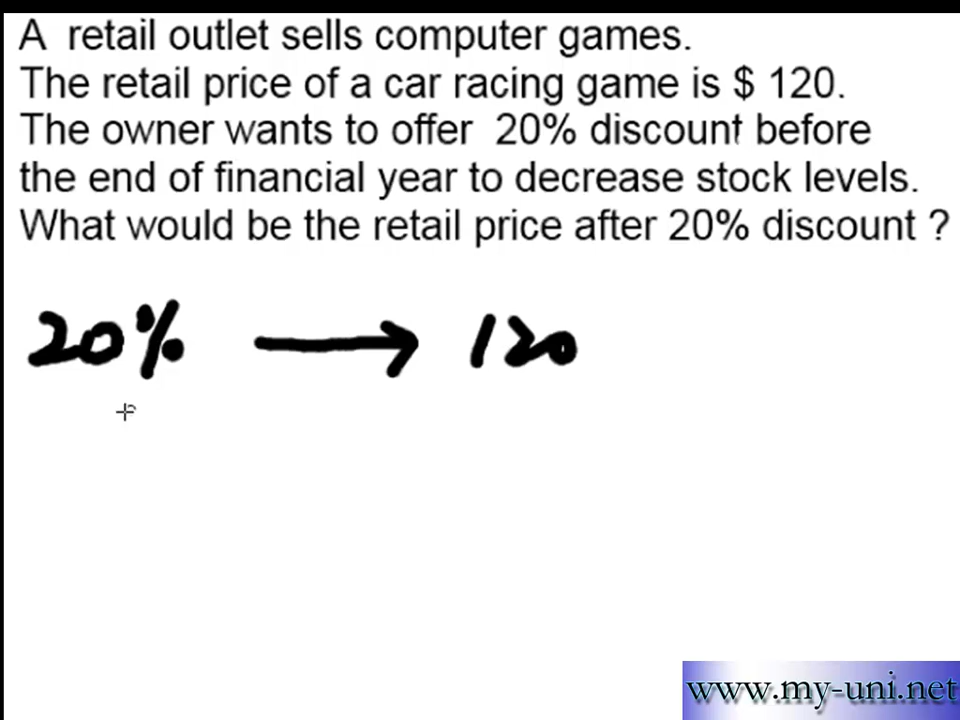 A retail outlet sells computer games.
The retail price of a car racing game is $ 120.
The owner wants to offer 20% discount before
the end of financial year to decrease stock levels.
What would be the retail price after 20% discount ?
20% → 120
www.my-uni.net